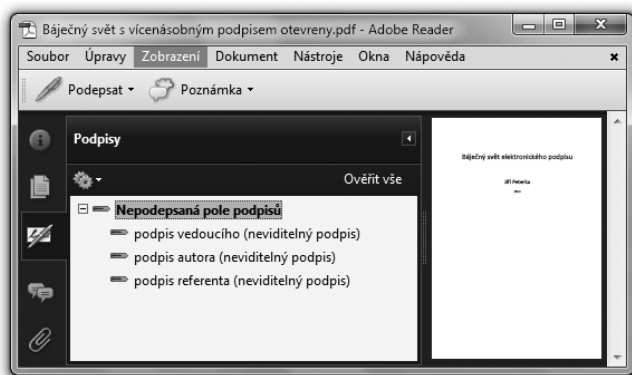 Báječný svět s vícenásobným podpisem otevreny.pdf - Adobe Reader
Soubor Úpravy Zobrazení Dokument Nástroje Okna Nápověda
Podepsat Poznámka
Podpisy
Ověřit vše
Nepodepsaná pole podpisů
podpis vedoucího (neviditelný podpis)
podpis autora (neviditelný podpis)
podpis referenta (neviditelný podpis)
Báječný svět elektronického podpisu
Jiří Peterka